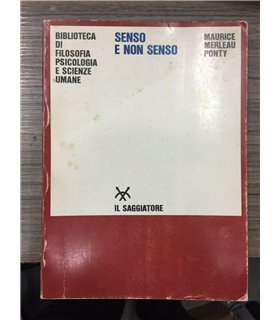 BIBLIOTECA
DI
FILOSOFIA
PSICOLOGIA
E SCIENZE
UMANE
SENSO
E NON SENSO
MAURICE
MERLEAU
PONTY
IL SAGGIATORE